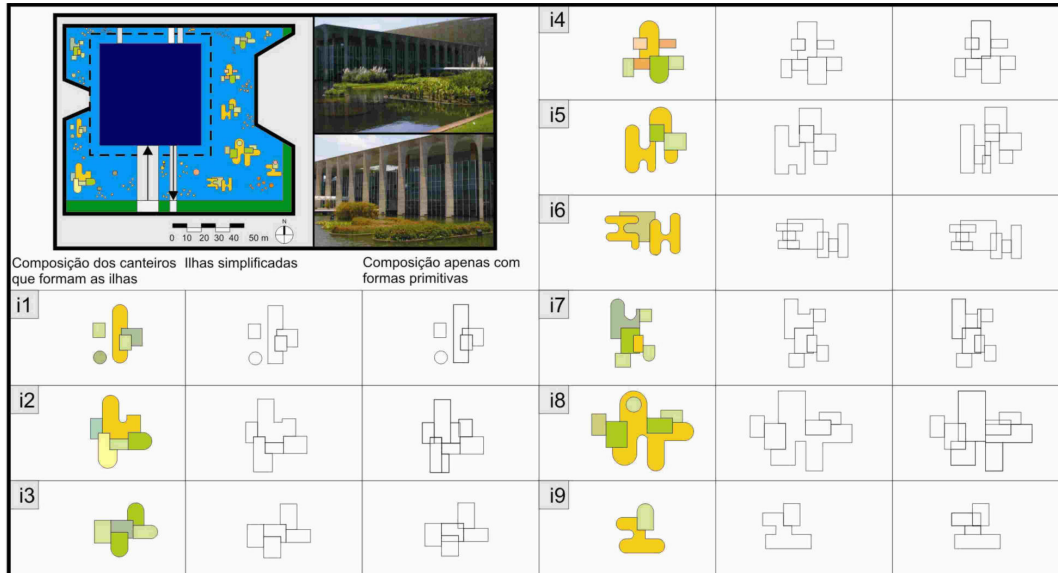 N
0 10 20 30 40 50 m
Composição dos canteiros
que formam as ilhas
Ilhas simplificadas
Composição apenas com
formas primitivas
i1
i2
i3
i4
i5
i6
i7
i8
i9